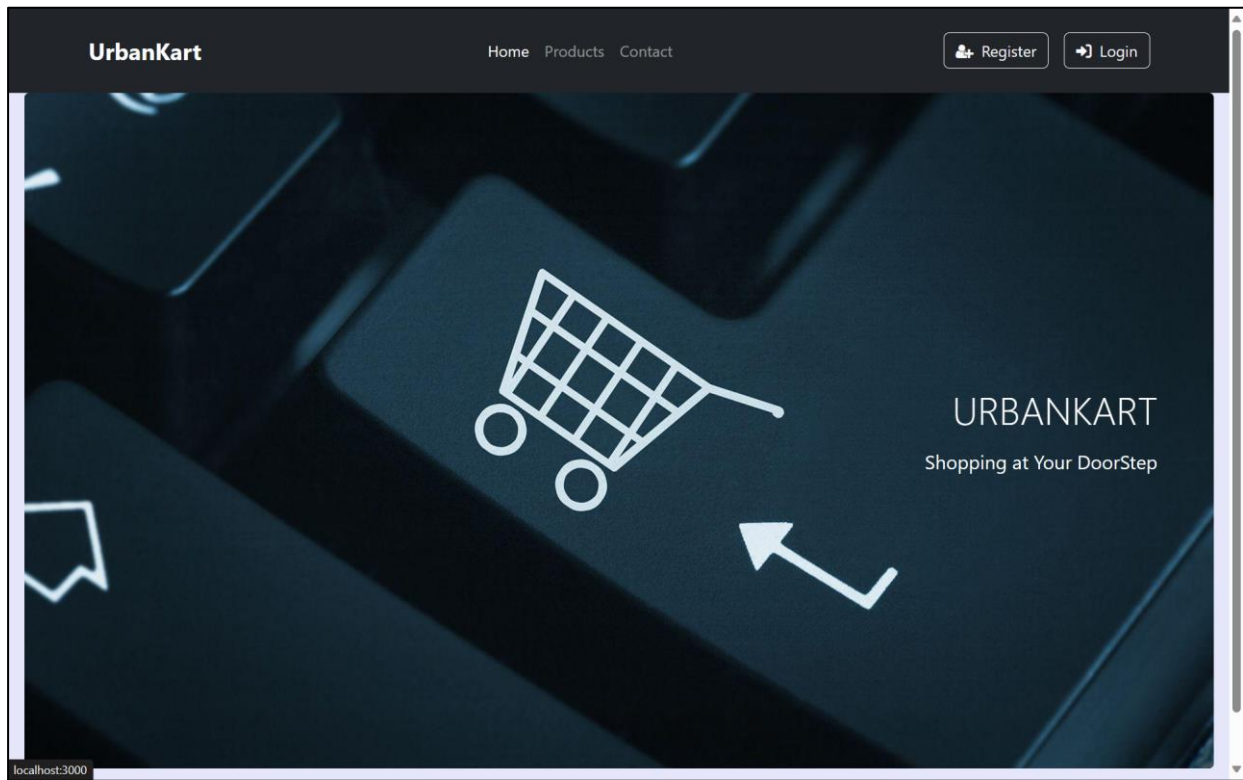 UrbanKart
Home Products Contact
Register
Login
URBANKART
Shopping at Your DoorStep
localhost:3000